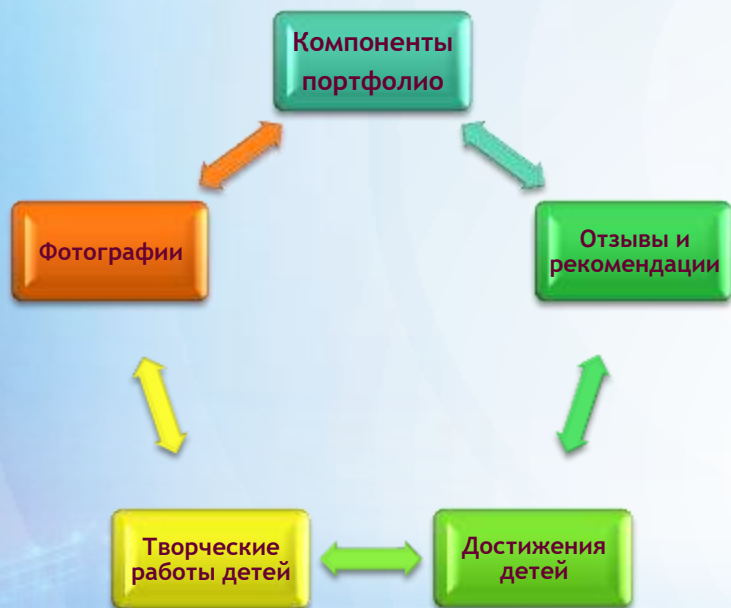 Компоненты
портфолио
Фотографии
Отзывы и
рекомендации
Творческие
работы детей
Достижения
детей